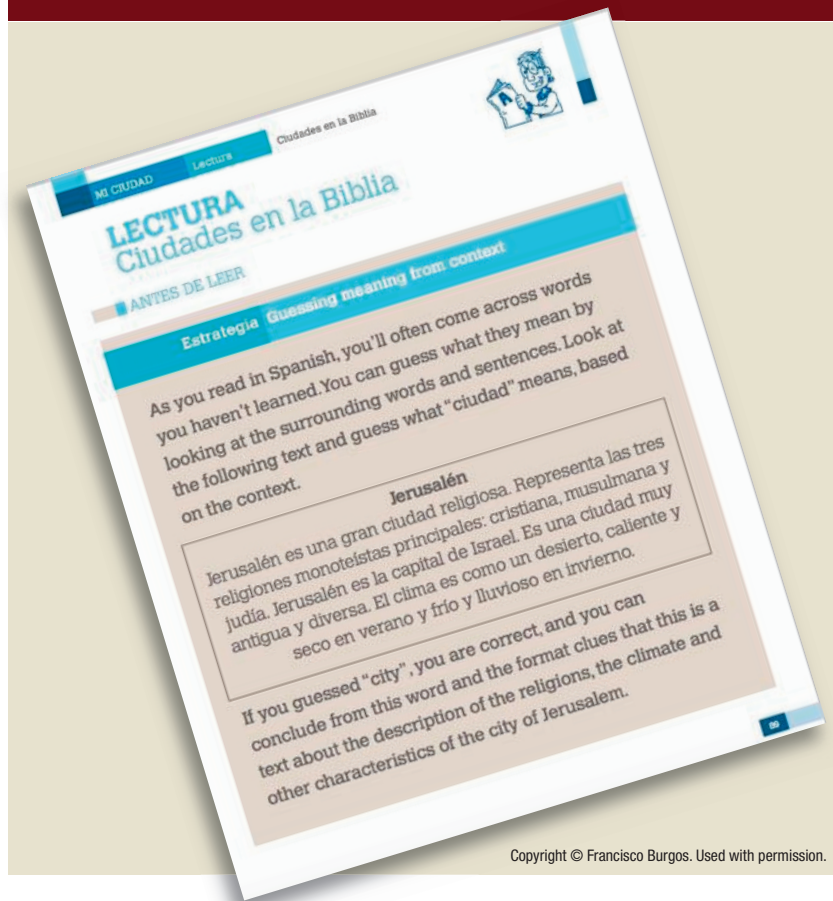 MI CIUDAD Lectura Ciudades en la Biblia
A
LECTURA
Ciudades en la Biblia
ANTES DE LEER
Estrategia Guessing meaning from context
As you read in Spanish, you'll often come across words
you haven't learned. You can guess what they mean by
looking at the surrounding words and sentences. Look at
the following text and guess what "ciudad" means, based
on the context.
Jerusalén
Jerusalén es una gran ciudad religiosa. Representa las tres
religiones monoteístas principales: cristiana, musulmana y
judía. Jerusalén es la capital de Israel. Es una ciudad muy
antigua y diversa. El clima es como un desierto, caliente y
seco en verano y frío y lluvioso en invierno.
If you guessed "city", you are correct, and you can
conclude from this word and the format clues that this is a
text about the description of the religions, the climate and
other characteristics of the city of Jerusalem.
Copyright © Francisco Burgos. Used with permission.